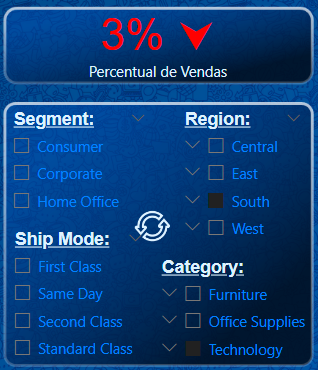 3%
Percentual de Vendas
Segment:
Consumer
Corporate
Home Office
Region:
Central
East
South
West
Ship Mode:
First Class
Same Day
Second Class
Standard Class
Category:
Furniture
Office Supplies
Technology